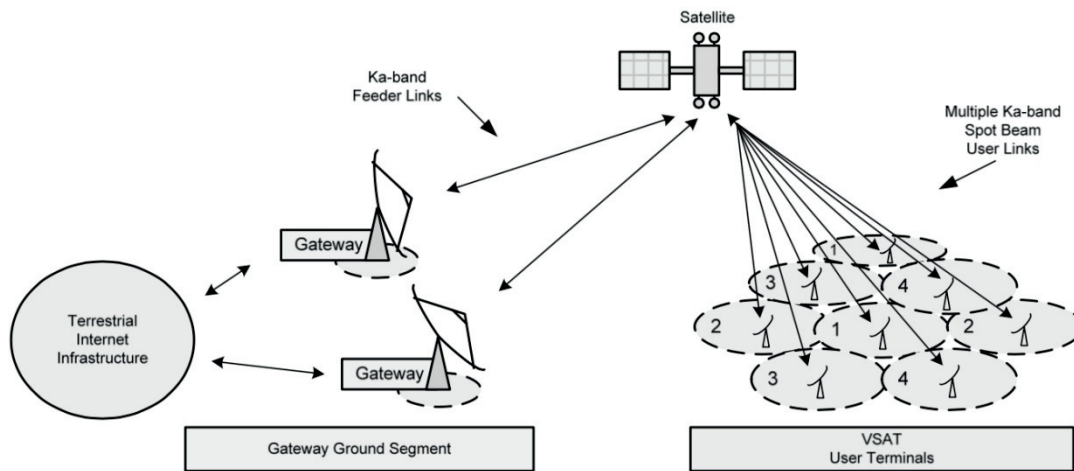 Satellite
Ka-band
Feeder Links
Multiple Ka-band
Spot Beam
User Links
Gateway
1
3
4
2
1
2
Gateway
3
4
Terrestrial
Internet
Infrastructure
Gateway Ground Segment
VSAT
User Terminals